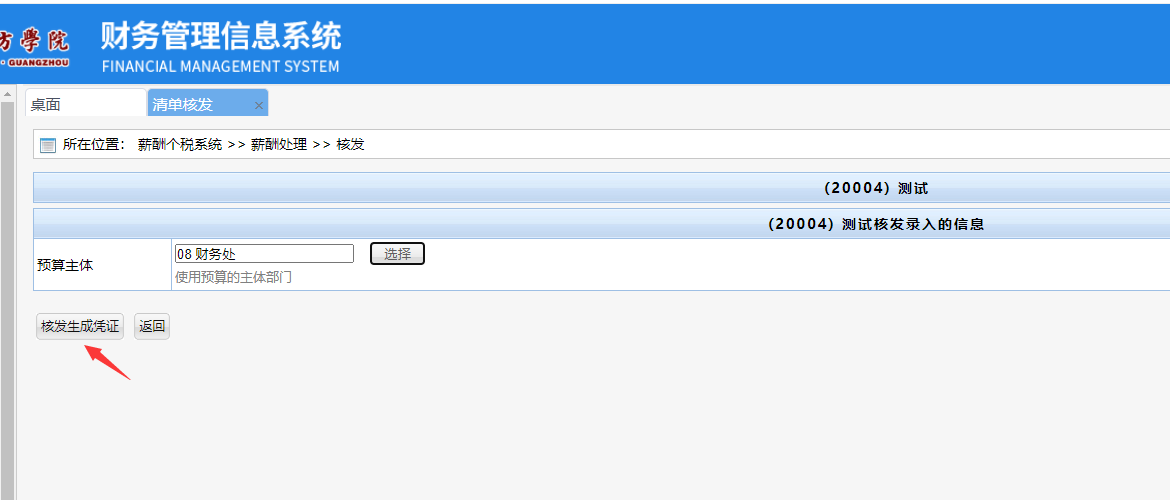 方學院
·GUANGZHOU
财务管理信息系统
FINANCIAL MANAGEMENT SYSTEM
桌面
清单核发 ×
所在位置： 薪酬个税系统 >> 薪酬处理 >> 核发
（20004）测试
（20004）测试核发录入的信息
预算主体
08 财务处 选择
使用预算的主体部门
核发生成凭证 返回